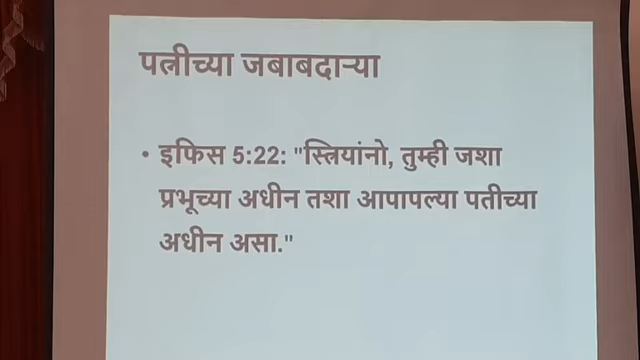 पत्नीच्या जबाबदाऱ्या
• इफिस 5:22: "स्त्रियांनो, तुम्ही जशा
प्रभूच्या अधीन तशा आपापल्या पतीच्या
अधीन असा."